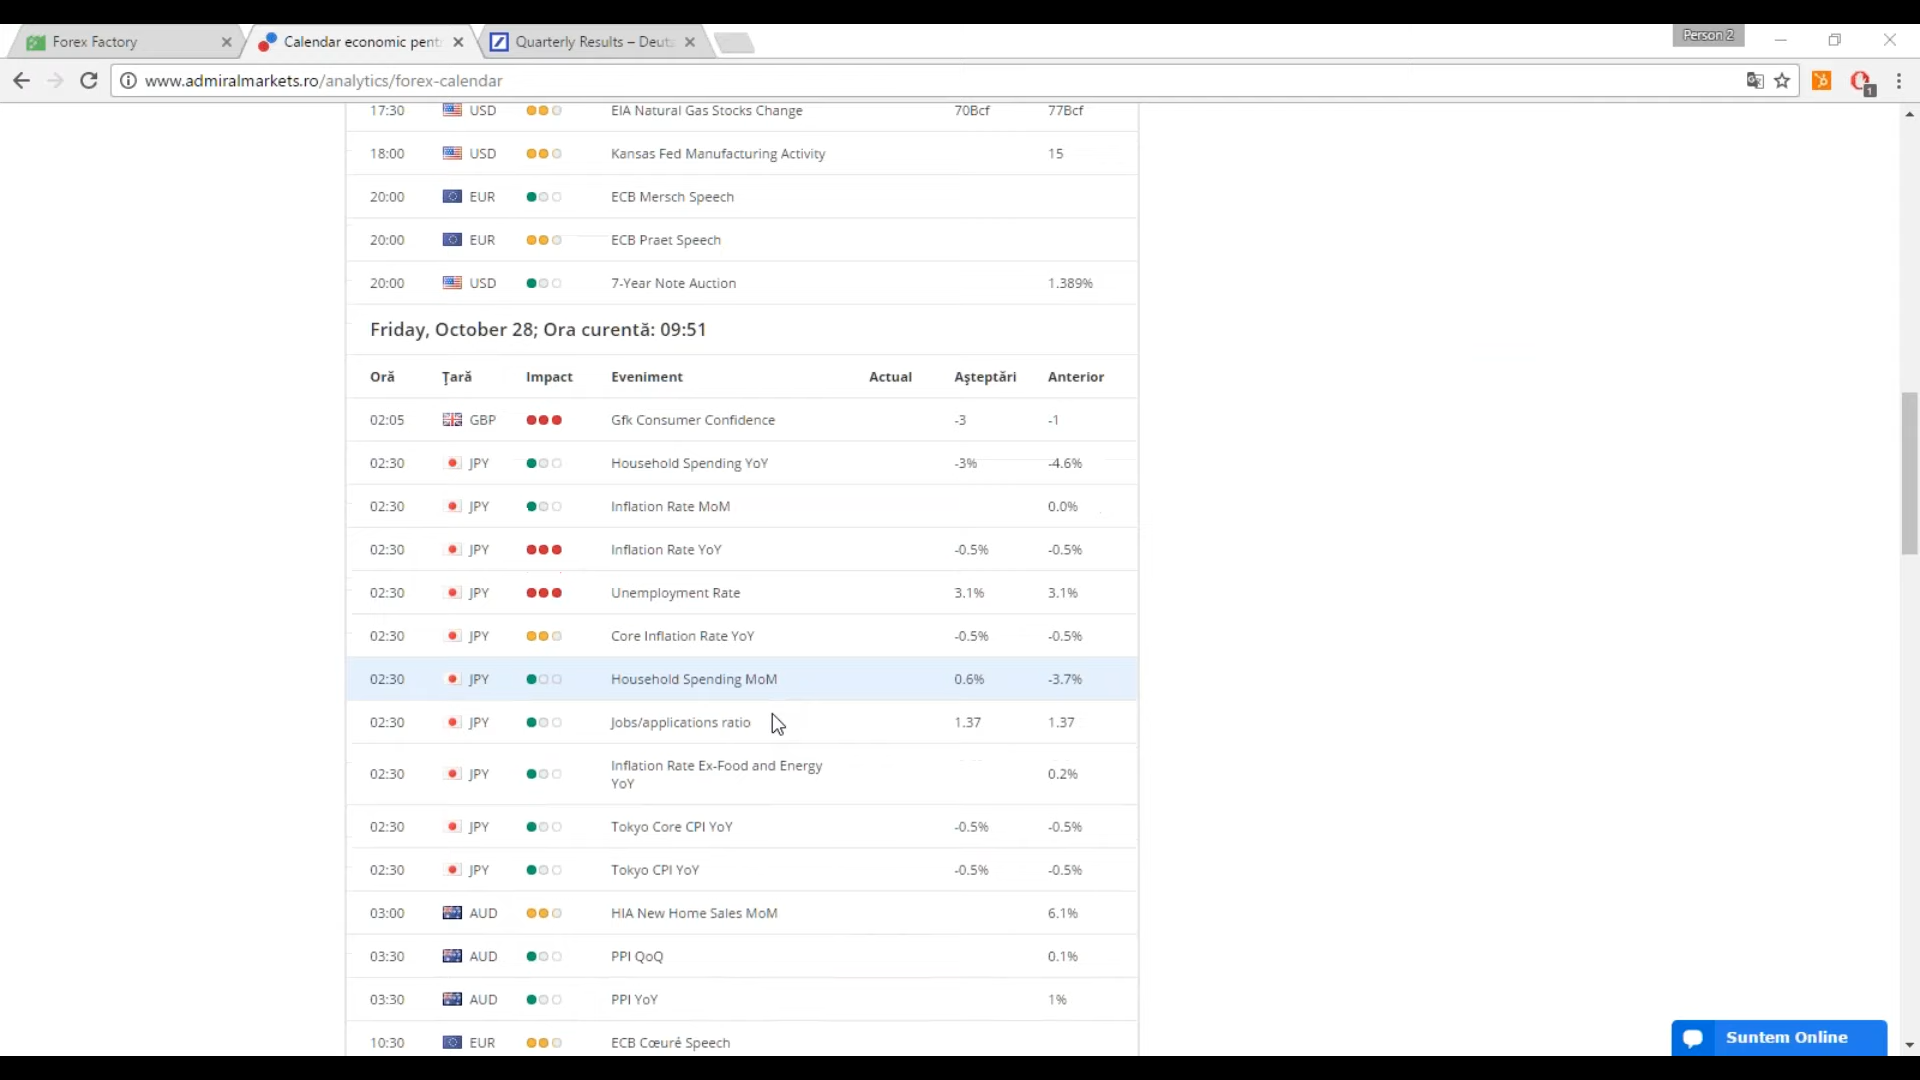 Forex Factory
Calendar economic pent
Quarterly Results – Deuts
Person 2
www.admiralmarkets.ro/analytics/forex-calendar
1
17:30 USD EIA Natural Gas Stocks Change 70Bcf 77Bcf
18:00 USD Kansas Fed Manufacturing Activity 15
20:00 EUR ECB Mersch Speech
20:00 EUR ECB Praet Speech
20:00 USD 7-Year Note Auction 1.389%
Friday, October 28; Ora curentă: 09:51
Oră Ţară Impact Eveniment Actual Aşteptări Anterior
02:05 GBP Gfk Consumer Confidence -3 -1
02:30 JPY Household Spending YoY -3% -4.6%
02:30 JPY Inflation Rate MoM 0.0%
02:30 JPY Inflation Rate YoY -0.5% -0.5%
02:30 JPY Unemployment Rate 3.1% 3.1%
02:30 JPY Core Inflation Rate YoY -0.5% -0.5%
02:30 JPY Household Spending MoM 0.6% -3.7%
02:30 JPY Jobs/applications ratio 1.37 1.37
02:30 JPY Inflation Rate Ex-Food and Energy 0.2%
YoY
02:30 JPY Tokyo Core CPI YoY -0.5% -0.5%
02:30 JPY Tokyo CPI YoY -0.5% -0.5%
03:00 AUD HIA New Home Sales MoM 6.1%
03:30 AUD PPI QoQ 0.1%
03:30 AUD PPI YoY 1%
10:30 EUR ECB Cœuré Speech
Suntem Online